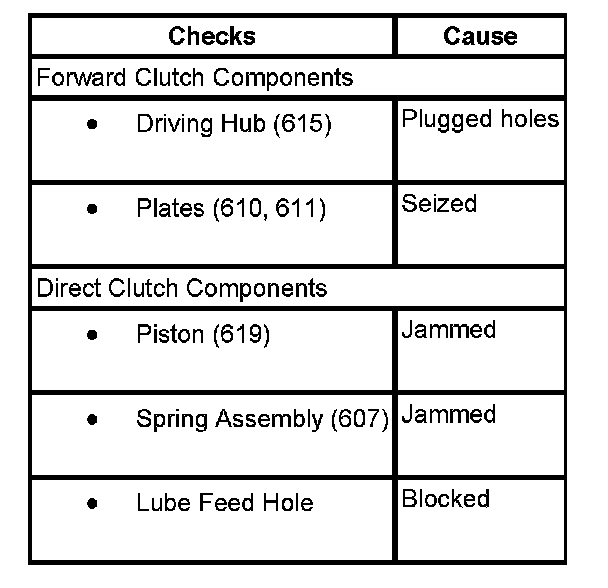 Checks Cause
Forward Clutch Components
• Driving Hub (615) Plugged holes
• Plates (610, 611) Seized
Direct Clutch Components
• Piston (619) Jammed
• Spring Assembly (607) Jammed
• Lube Feed Hole Blocked